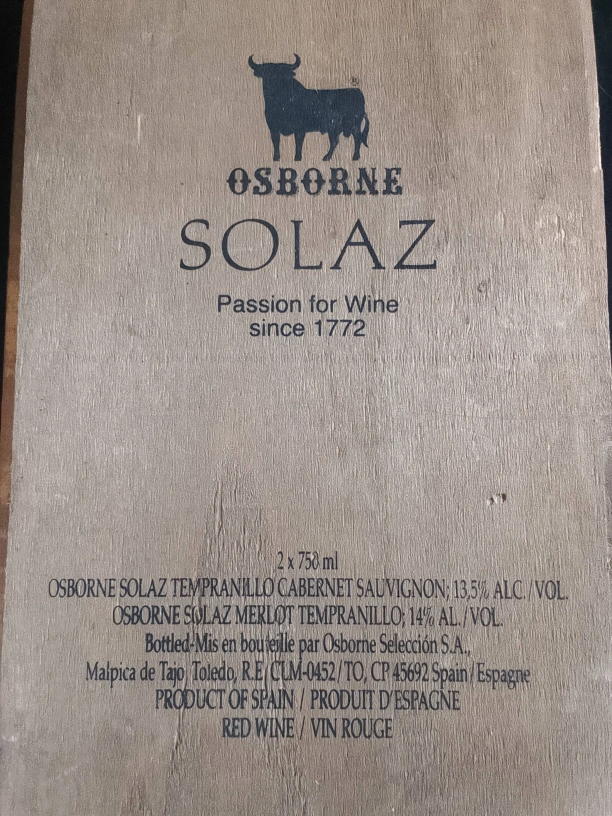 ®
OSBORNE
SOLAZ
Passion for Wine
since 1772
2 x 750 ml
OSBORNE SOLAZ TEMPRANILLO CABERNET SAUVIGNON; 13,5% ALC./VOL.
OSBORNE SOLAZ MERLOT TEMPRANILLO; 14% AL./VOL.
Bottled-Mis en bouteille par Osborne Selección S.A.,
Malpica de Tajo, Toledo, R.E/CLM-0452/TO, CP 45692 Spain/Espagne
PRODUCT OF SPAIN / PRODUIT D'ESPAGNE
RED WINE / VIN ROUGE